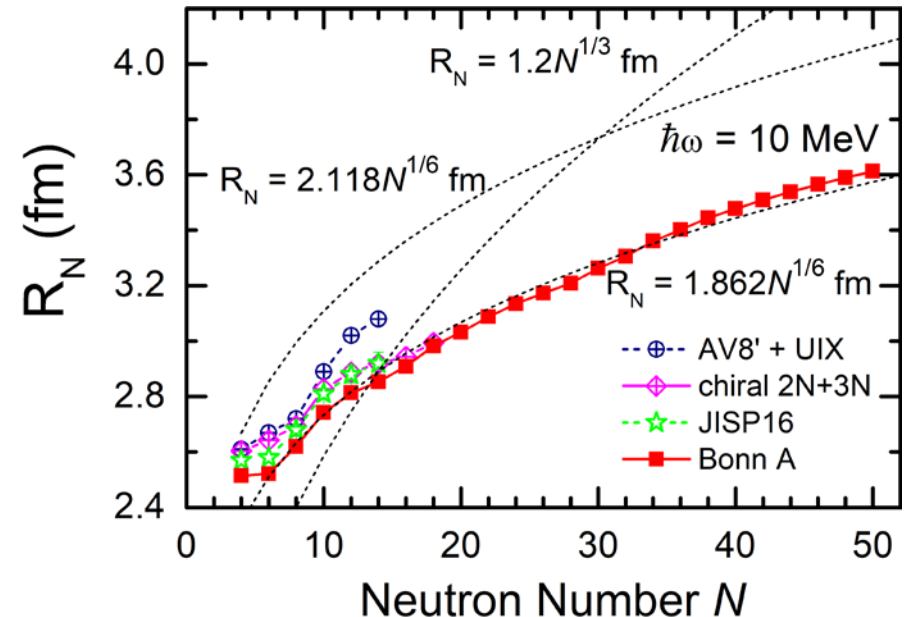 4.0
3.6
3.2
2.8
2.4
R_N (fm)
R_N = 1.2N^{1/3} fm
ħω = 10 MeV
R_N = 2.118N^{1/6} fm
R_N = 1.862N^{1/6} fm
AV8' + UIX
chiral 2N+3N
JISP16
Bonn A
0 10 20 30 40 50
Neutron Number N